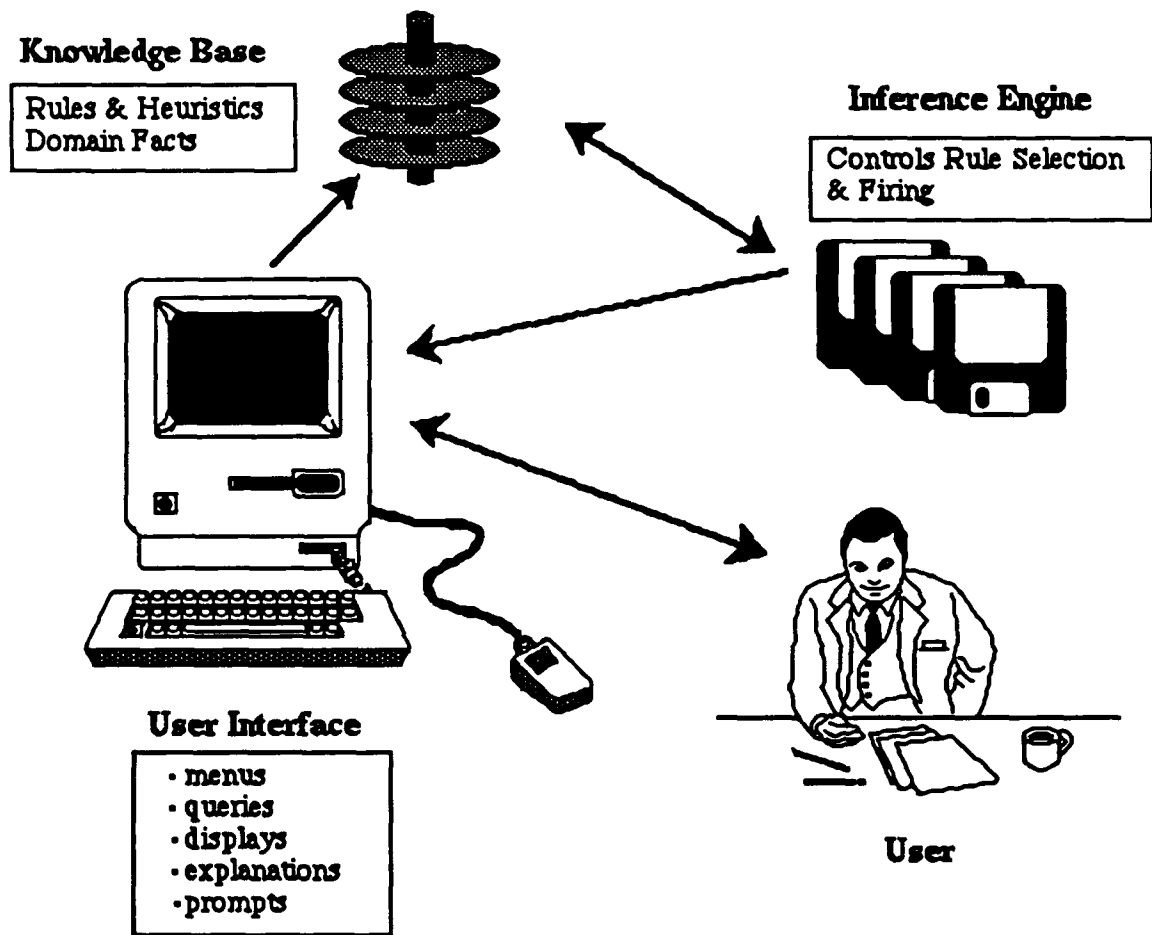 Knowledge Base
Rules & Heuristics
Domain Facts
Inference Engine
Controls Rule Selection
& Firing
User Interface
· menus
· queries
· displays
· explanations
· prompts
User